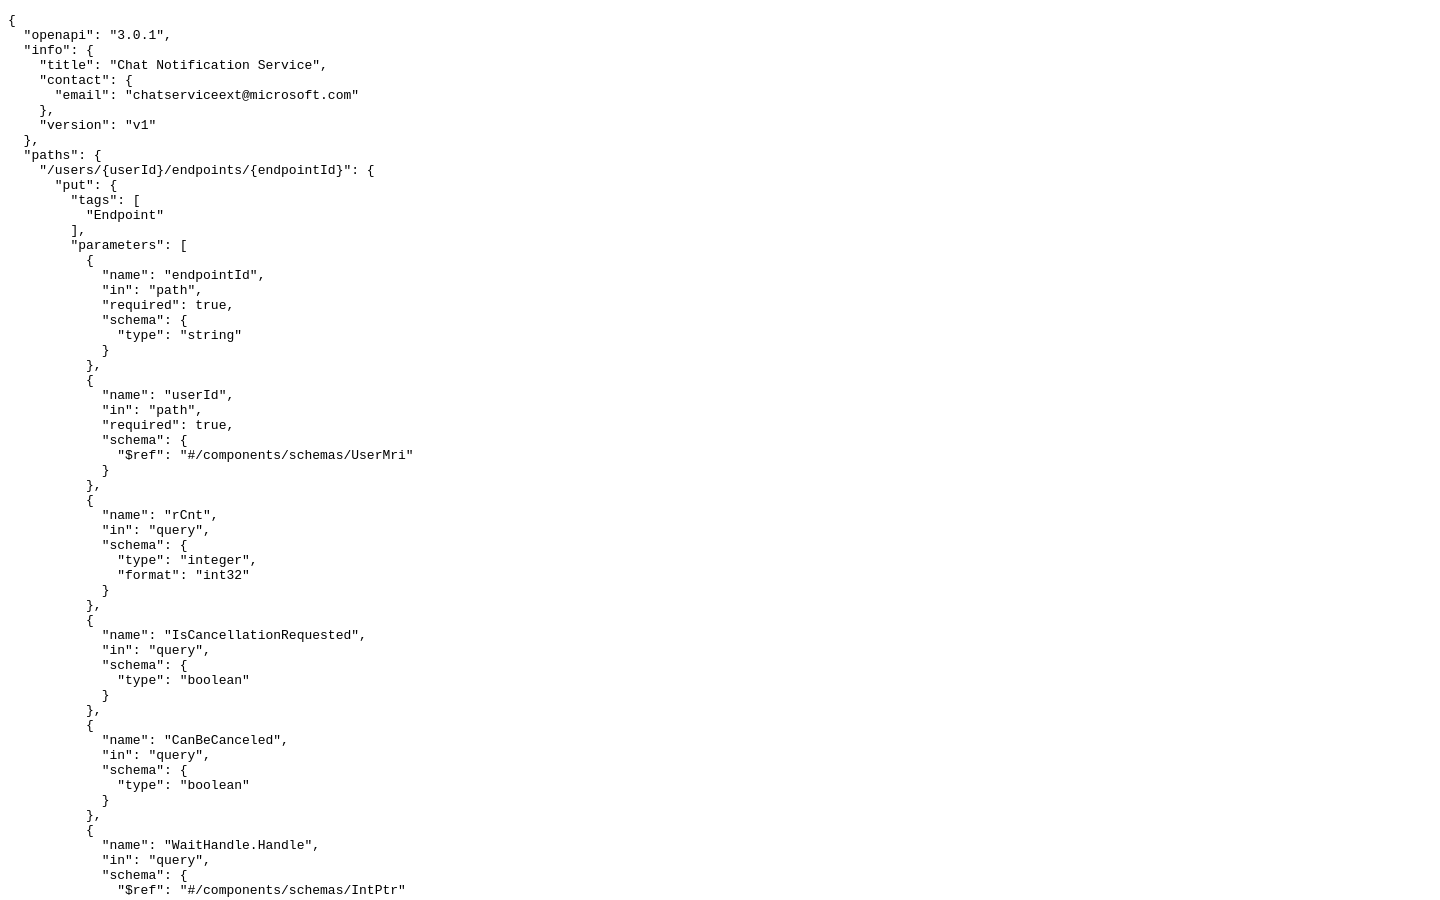 {
  "openapi": "3.0.1",
  "info": {
    "title": "Chat Notification Service",
    "contact": {
      "email": "chatserviceext@microsoft.com"
    },
    "version": "v1"
  },
  "paths": {
    "/users/{userId}/endpoints/{endpointId}": {
      "put": {
        "tags": [
          "Endpoint"
        ],
        "parameters": [
          {
            "name": "endpointId",
            "in": "path",
            "required": true,
            "schema": {
              "type": "string"
            }
          },
          {
            "name": "userId",
            "in": "path",
            "required": true,
            "schema": {
              "$ref": "#/components/schemas/UserMri"
            }
          },
          {
            "name": "rCnt",
            "in": "query",
            "schema": {
              "type": "integer",
              "format": "int32"
            }
          },
          {
            "name": "IsCancellationRequested",
            "in": "query",
            "schema": {
              "type": "boolean"
            }
          },
          {
            "name": "CanBeCanceled",
            "in": "query",
            "schema": {
              "type": "boolean"
            }
          },
          {
            "name": "WaitHandle.Handle",
            "in": "query",
            "schema": {
              "$ref": "#/components/schemas/IntPtr"